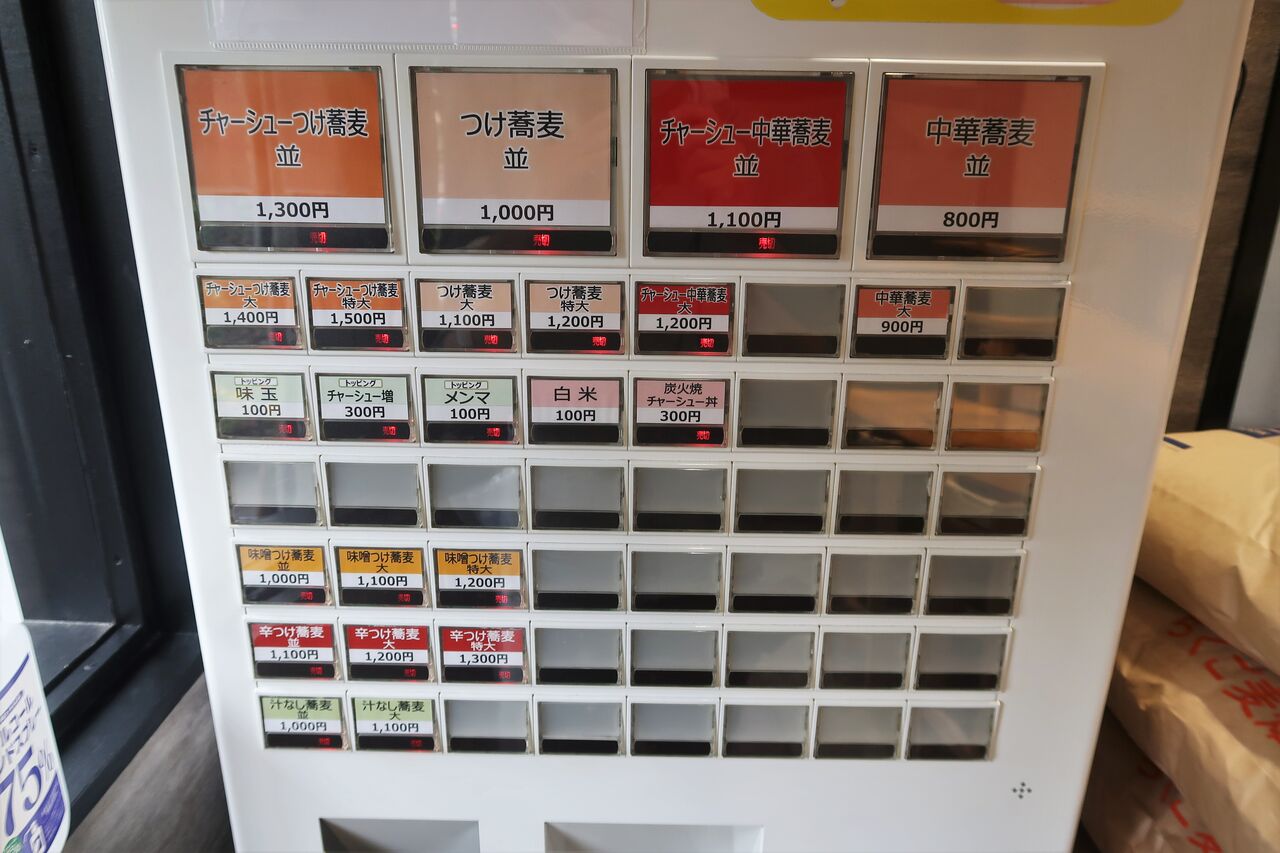 チャーシューつけ蕎麦
並
1,300円
売切
つけ蕎麦
並
1,000円
売切
チャーシュー中華蕎麦
並
1,100円
売切
中華蕎麦
並
800円
チャーシューつけ蕎麦
大
1,400円
売切
チャーシューつけ蕎麦
特大
1,500円
売切
つけ蕎麦
大
1,100円
売切
つけ蕎麦
特大
1,200円
売切
チャーシュー中華蕎麦
大
1,200円
売切
中華蕎麦
大
900円
トッピング
味玉
100円
売切
トッピング
チャーシュー増
300円
売切
トッピング
メンマ
100円
売切
白米
100円
炭火焼
チャーシュー丼
300円
売切
味噌つけ蕎麦
並
1,000円
売切
味噌つけ蕎麦
大
1,100円
売切
味噌つけ蕎麦
特大
1,200円
売切
辛つけ蕎麦
並
1,100円
売切
辛つけ蕎麦
大
1,200円
売切
辛つけ蕎麦
特大
1,300円
売切
汁なし蕎麦
並
1,000円
売切
汁なし蕎麦
大
1,100円
売切
75%